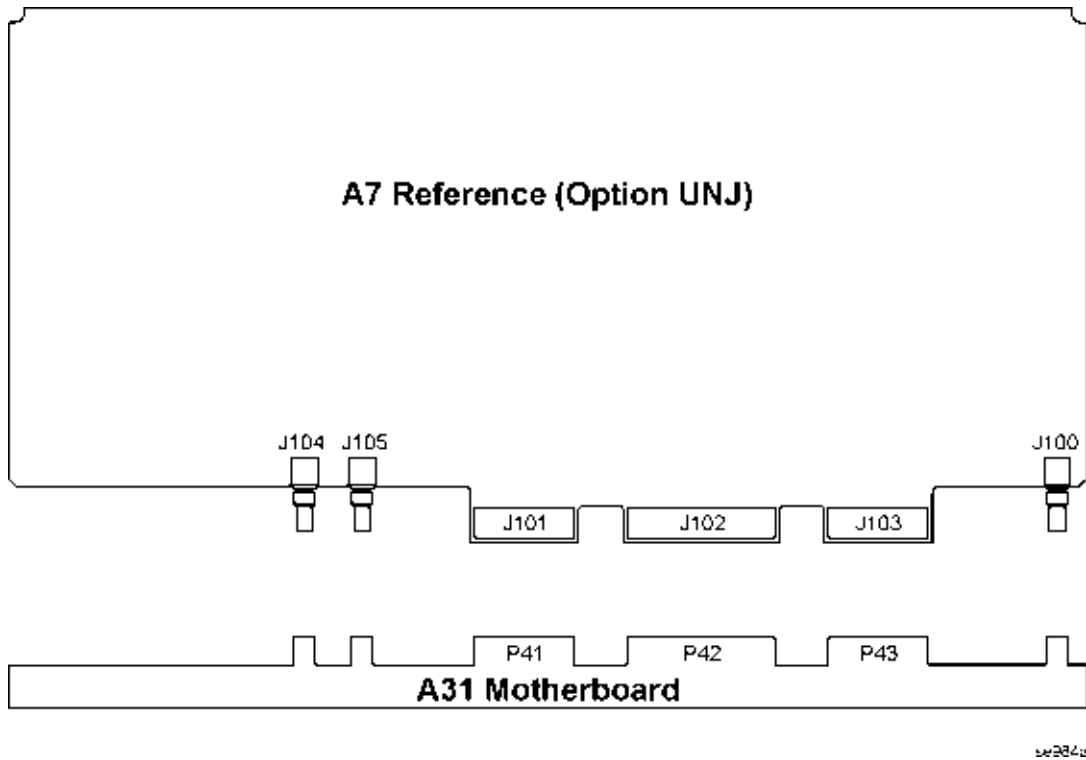 A7 Reference (Option UNJ)
J104 J105 J100
J101 J102 J103
P41 P42 P43
A31 Motherboard